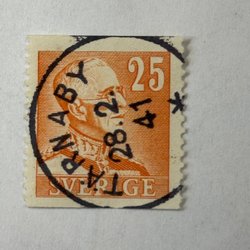 25
TÄRNABY
28.2.
41
*
SVERIGE